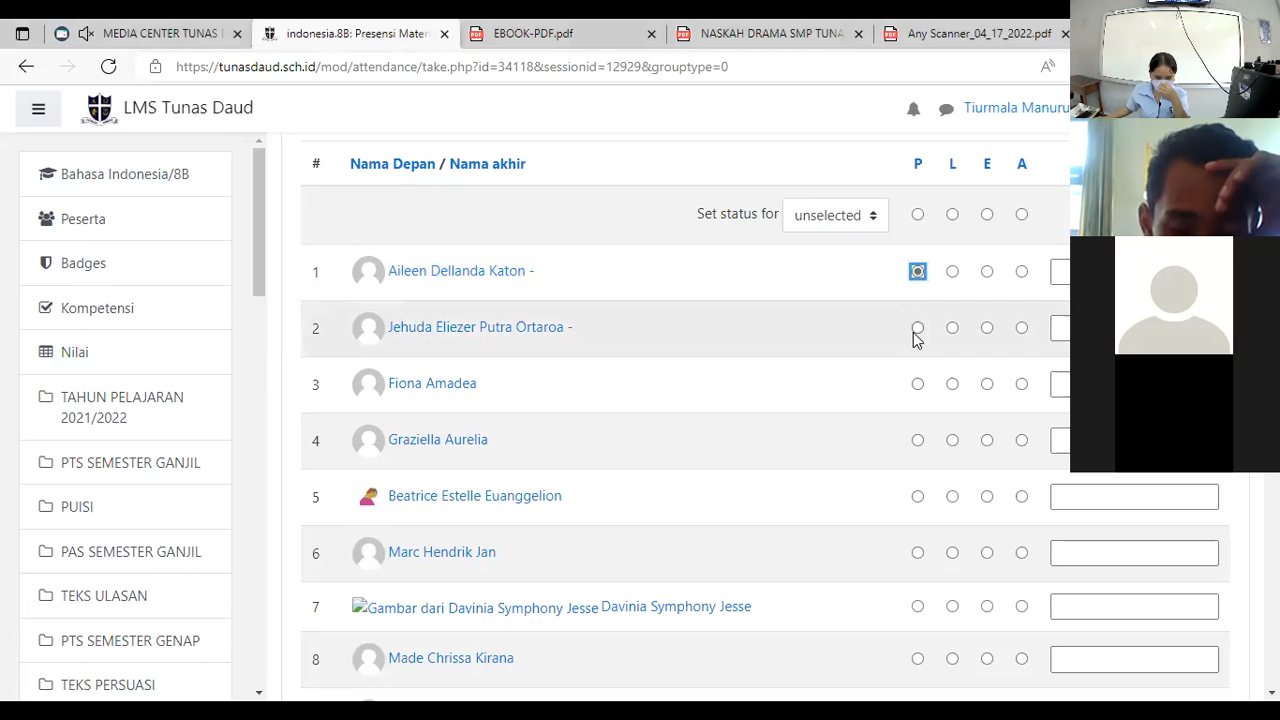 MEDIA CENTER TUNAS
indonesia.8B: Presensi Mater
EBOOK-PDF.pdf
NASKAH DRAMA SMP TUNA
Any Scanner_04_17_2022.pdf
https://tunasdaud.sch.id/mod/attendance/take.php?id=34118&sessionid=12929&grouptype=0
LMS Tunas Daud
Tiurmala Manuru
Bahasa Indonesia/8B
Peserta
Badges
Kompetensi
Nilai
TAHUN PELAJARAN
2021/2022
PTS SEMESTER GANJIL
PUISI
PAS SEMESTER GANJIL
TEKS ULASAN
PTS SEMESTER GENAP
TEKS PERSUASI
# Nama Depan / Nama akhir P L E A
Set status for unselected
1 Aileen Dellanda Katon -
2 Jehuda Eliezer Putra Ortaroa -
3 Fiona Amadea
4 Graziella Aurelia
5 Beatrice Estelle Euanggelion
6 Marc Hendrik Jan
7 Gambar dari Davinia Symphony Jesse Davinia Symphony Jesse
8 Made Chrissa Kirana